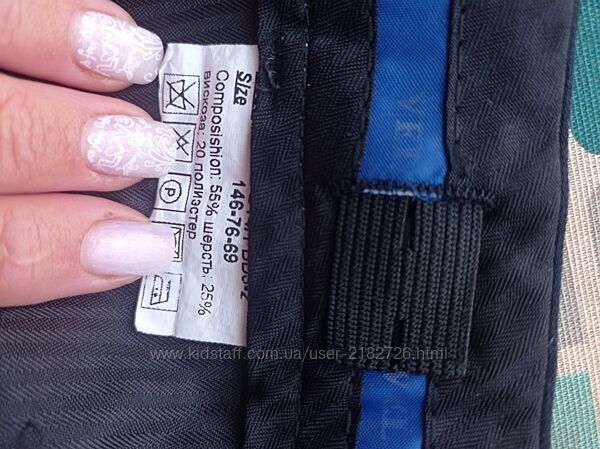 Size
146-76-69
Composishion: 55% шерсть; 25%
вискоза: 20 полиэстер
P
www.kidstaff.com.ua/user-2182726.html